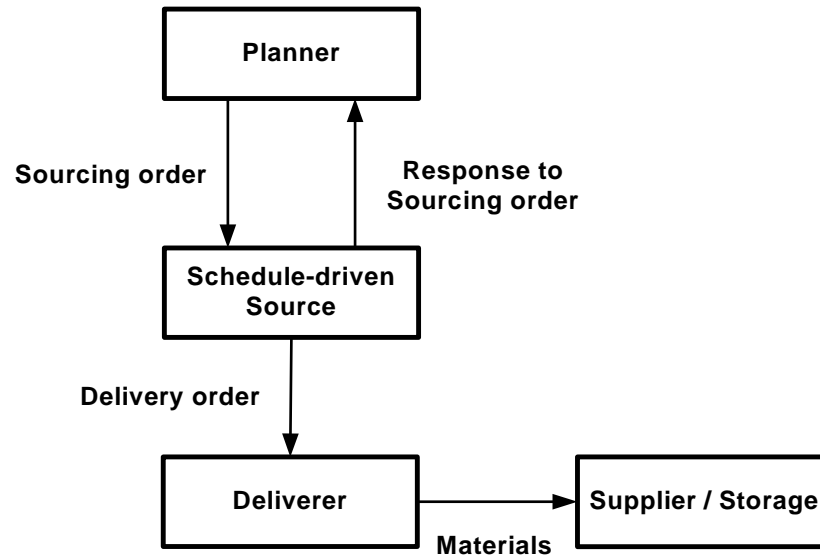 Planner
Sourcing order
Response to
Sourcing order
Schedule-driven
Source
Delivery order
Deliverer
Supplier / Storage
Materials